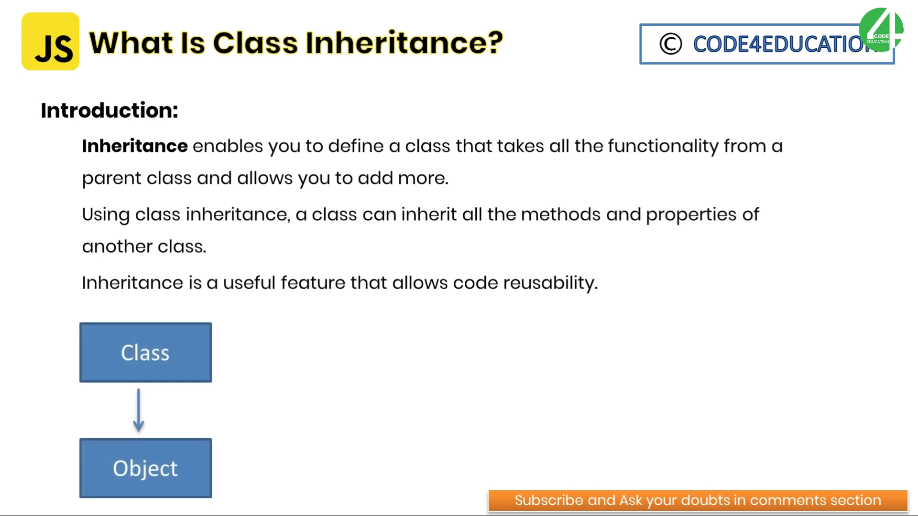 JS What Is Class Inheritance?
© CODE4EDUCATION
4 CODE EDUCATION
Introduction:
Inheritance enables you to define a class that takes all the functionality from a
parent class and allows you to add more.
Using class inheritance, a class can inherit all the methods and properties of
another class.
Inheritance is a useful feature that allows code reusability.
Class
Object
Subscribe and Ask your doubts in comments section